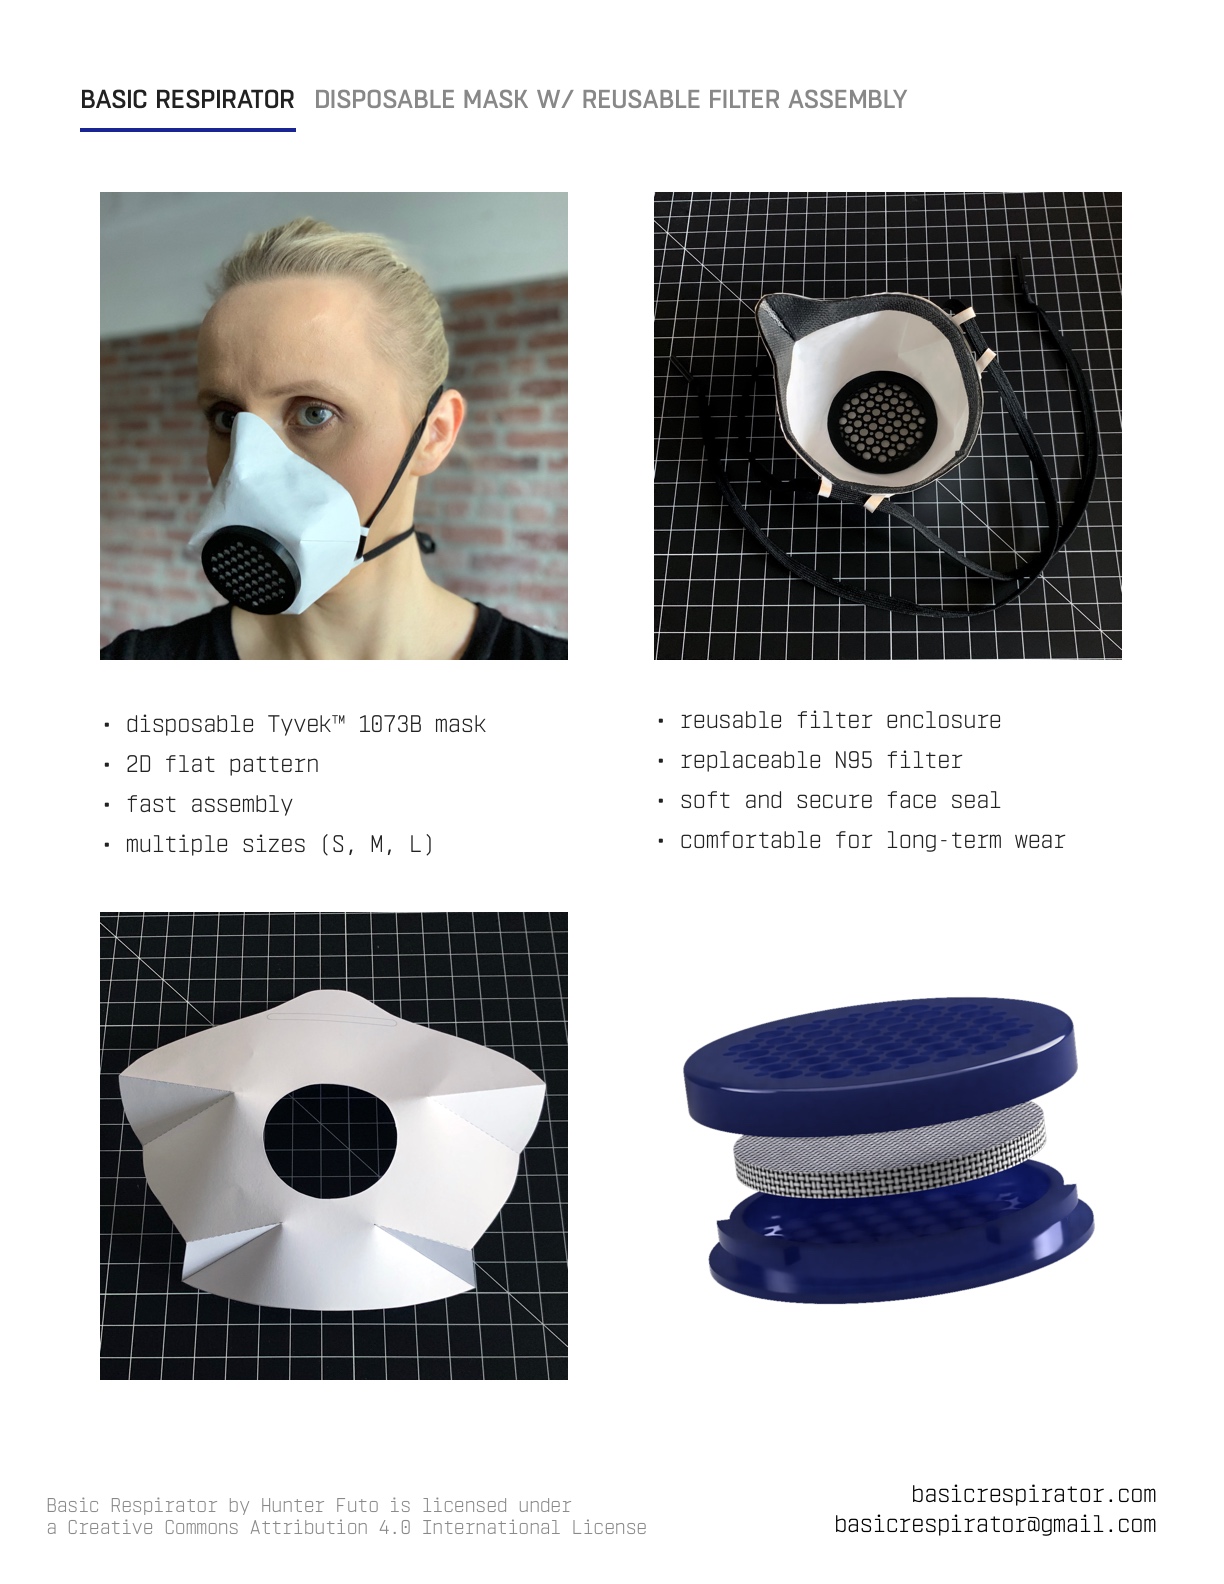 BASIC RESPIRATOR DISPOSABLE MASK W/ REUSABLE FILTER ASSEMBLY
• disposable Tyvek™ 1073B mask
• 2D flat pattern
• fast assembly
• multiple sizes (S, M, L)
• reusable filter enclosure
• replaceable N95 filter
• soft and secure face seal
• comfortable for long-term wear
Basic Respirator by Hunter Futo is licensed under
a Creative Commons Attribution 4.0 International License
basicrespirator.com
basicrespirator@gmail.com